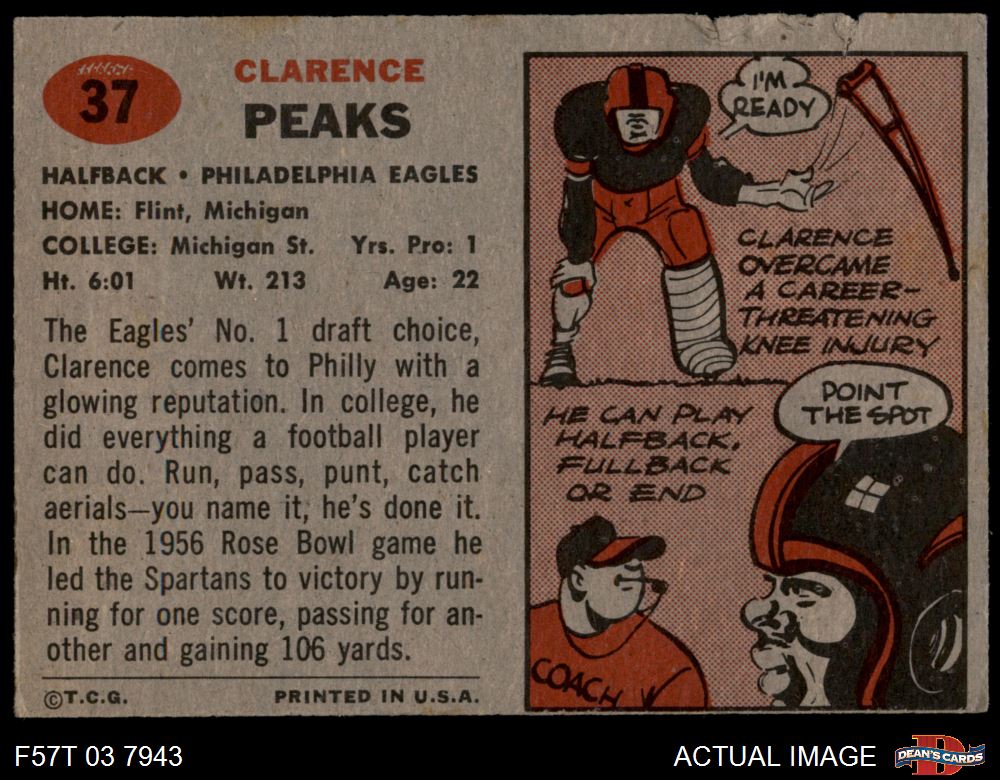 37
CLARENCE
PEAKS
HALFBACK • PHILADELPHIA EAGLES
HOME: Flint, Michigan
COLLEGE: Michigan St. Yrs. Pro: 1
Ht. 6:01 Wt. 213 Age: 22
The Eagles' No. 1 draft choice,
Clarence comes to Philly with a
glowing reputation. In college, he
did everything a football player
can do. Run, pass, punt, catch
aerials—you name it, he's done it.
In the 1956 Rose Bowl game he
led the Spartans to victory by run-
ning for one score, passing for an-
other and gaining 106 yards.
©T.C.G. PRINTED IN U.S.A.
I'M
READY
CLARENCE
OVERCAME
A CAREER-
THREATENING
KNEE INJURY
HE CAN PLAY
HALFBACK,
FULLBACK
OR END
POINT
THE SPOT
COACH
F57T 03 7943
ACTUAL IMAGE
D
DEAN'S CARDS